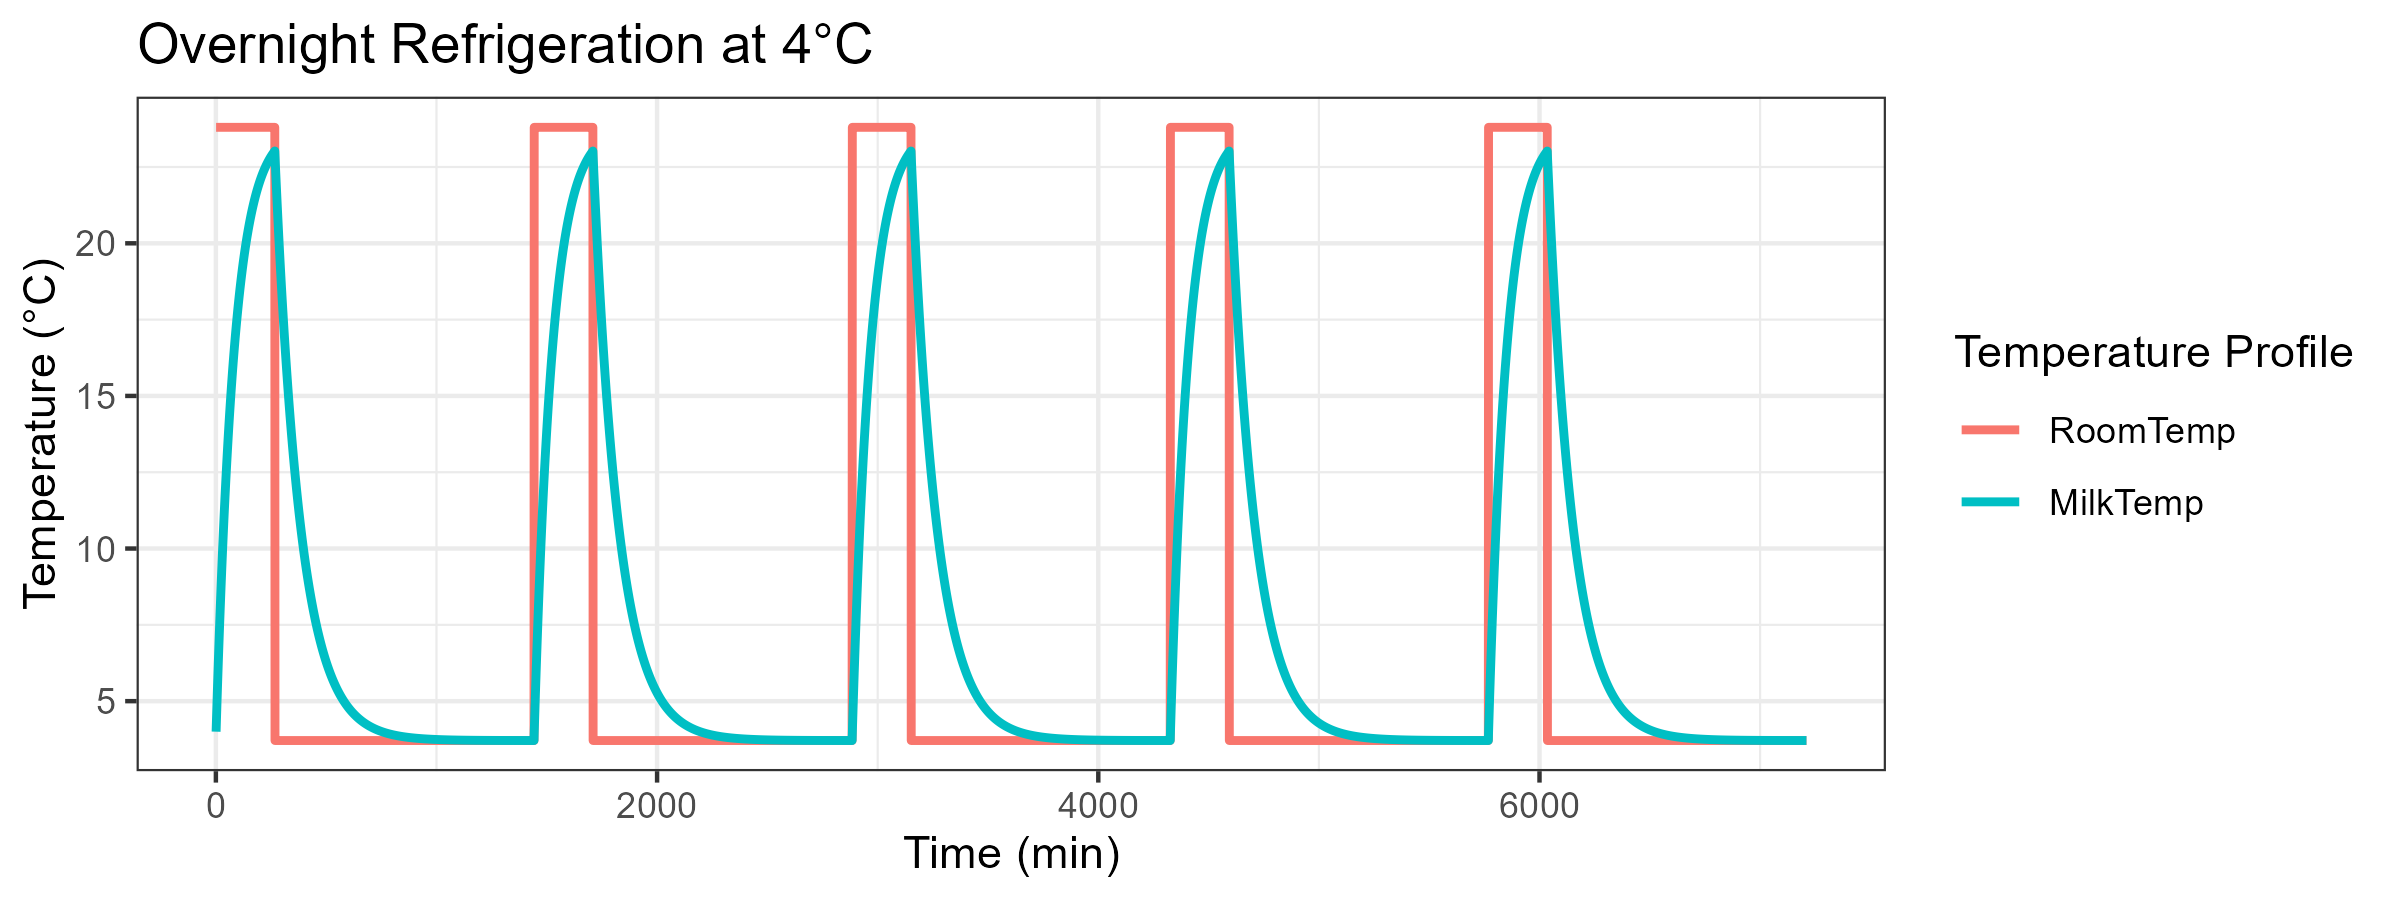 Overnight Refrigeration at 4°C
Temperature (°C)
20
15
10
5
0
2000
4000
6000
Time (min)
Temperature Profile
RoomTemp
MilkTemp